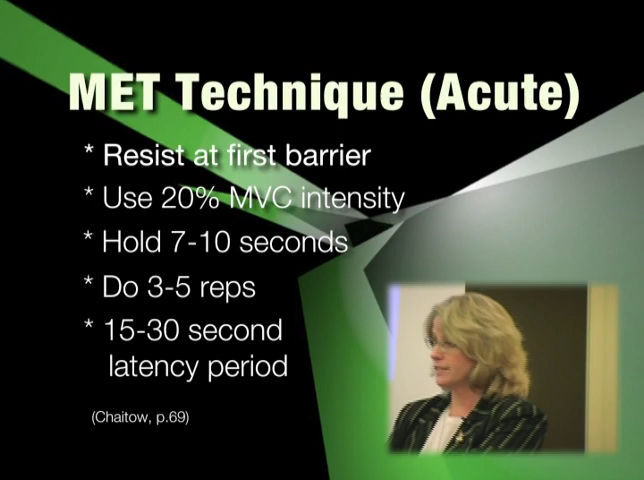 MET Technique (Acute)
* Resist at first barrier
* Use 20% MVC intensity
* Hold 7-10 seconds
* Do 3-5 reps
* 15-30 second
latency period
(Chaitow, p.69)